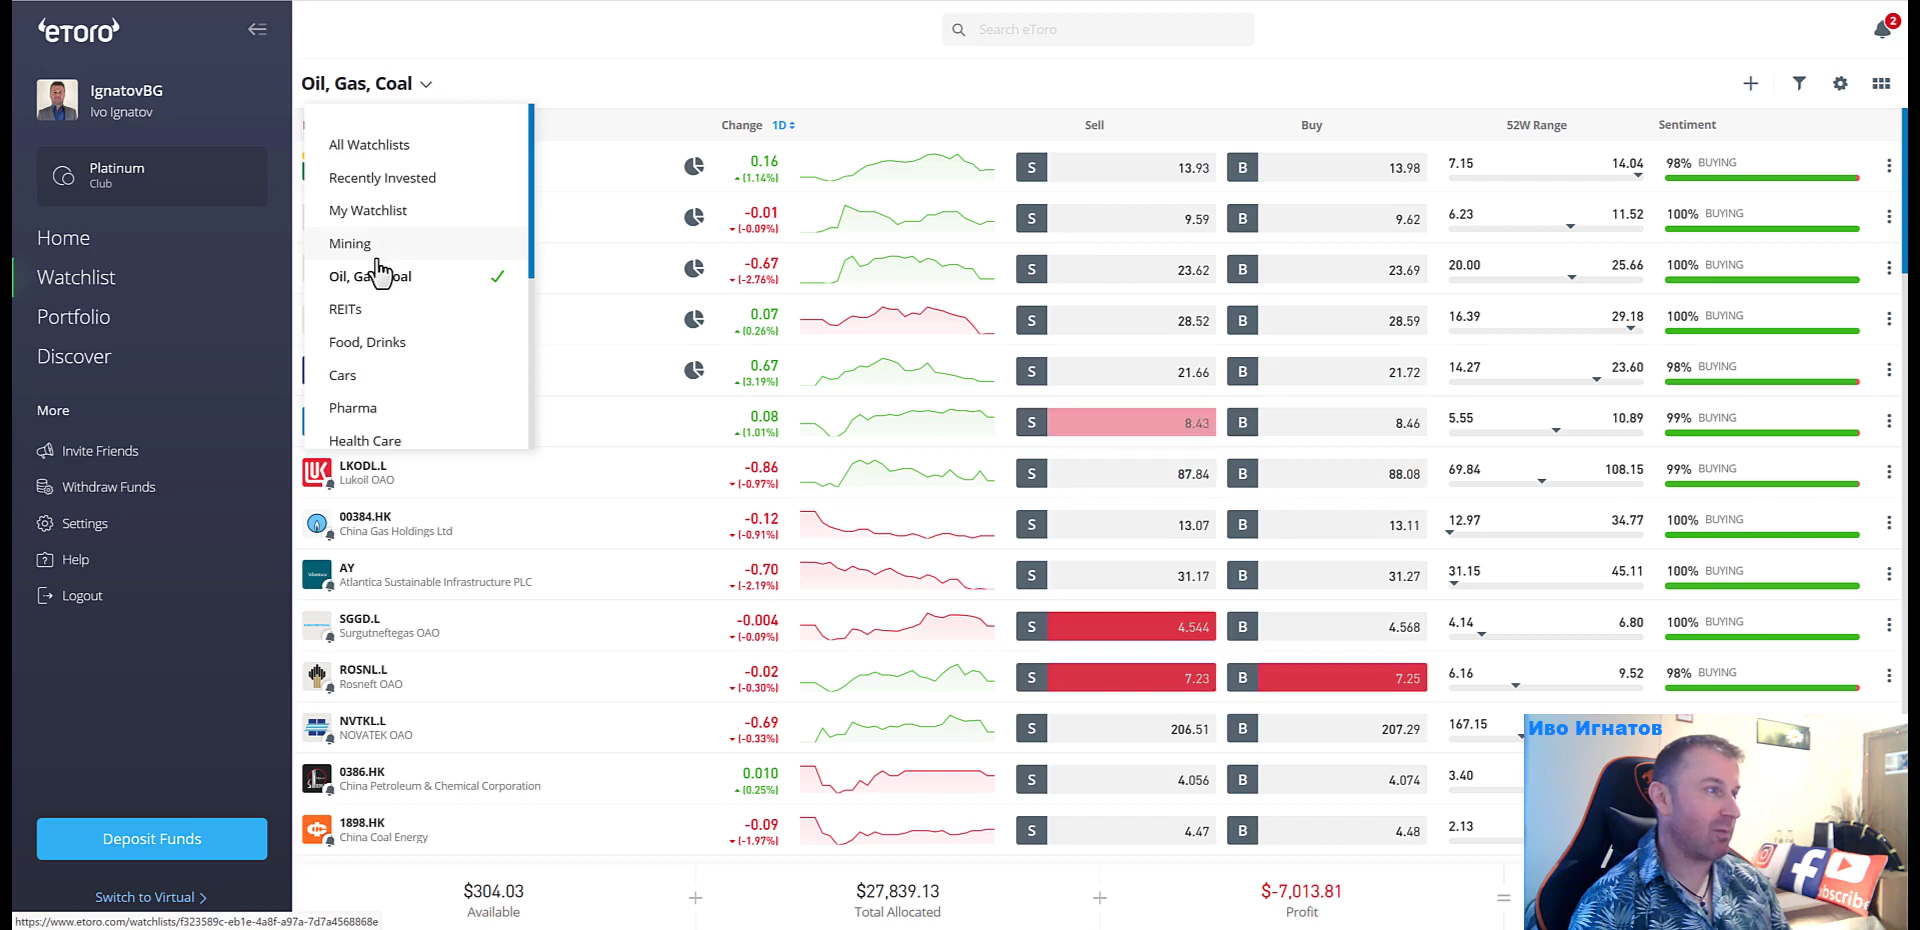 eToro
Search eToro
2
IgnatovBG
Ivo Ignatov
Platinum
Club
Home
Watchlist
Portfolio
Discover
More
Invite Friends
Withdraw Funds
Settings
Help
Logout
Deposit Funds
Switch to Virtual
https://www.etoro.com/watchlists/f323589c-eb1e-4a8f-a97a-7d7a4568868e
Oil, Gas, Coal
All Watchlists
Recently Invested
My Watchlist
Mining
Oil, Gas, Coal
REITs
Food, Drinks
Cars
Pharma
Health Care
Change 1D Sell Buy 52W Range Sentiment
0.16 S 13.93 B 13.98 7.15 14.04 98% BUYING
(1.14%)
-0.01 S 9.59 B 9.62 6.23 11.52 100% BUYING
(-0.09%)
-0.67 S 23.62 B 23.69 20.00 25.66 100% BUYING
(-2.76%)
0.07 S 28.52 B 28.59 16.39 29.18 100% BUYING
(0.26%)
0.67 S 21.66 B 21.72 14.27 23.60 98% BUYING
(3.19%)
0.08 S 8.43 B 8.46 5.55 10.89 99% BUYING
(1.01%)
LUK LKODL.L -0.86 S 87.84 B 88.08 69.84 108.15 99% BUYING
Lukoil OAO (-0.97%)
00384.HK -0.12 S 13.07 B 13.11 12.97 34.77 100% BUYING
China Gas Holdings Ltd (-0.91%)
AY -0.70 S 31.17 B 31.27 31.15 45.11 100% BUYING
Atlantica Sustainable Infrastructure PLC (-2.19%)
SGGD.L -0.004 S 4.544 B 4.568 4.14 6.80 100% BUYING
Surgutneftegas OAO (-0.09%)
ROSNL.L -0.02 S 7.23 B 7.25 6.16 9.52 98% BUYING
Rosneft OAO (-0.30%)
NVTKL.L -0.69 S 206.51 B 207.29 167.15
NOVATEK OAO (-0.33%)
0386.HK 0.010 S 4.056 B 4.074 3.40
China Petroleum & Chemical Corporation (0.25%)
1898.HK -0.09 S 4.47 B 4.48 2.13
China Coal Energy (-1.97%)
$304.03 + $27,839.13 + $-7,013.81 =
Available Total Allocated Profit
Иво Игнатов
bscribe